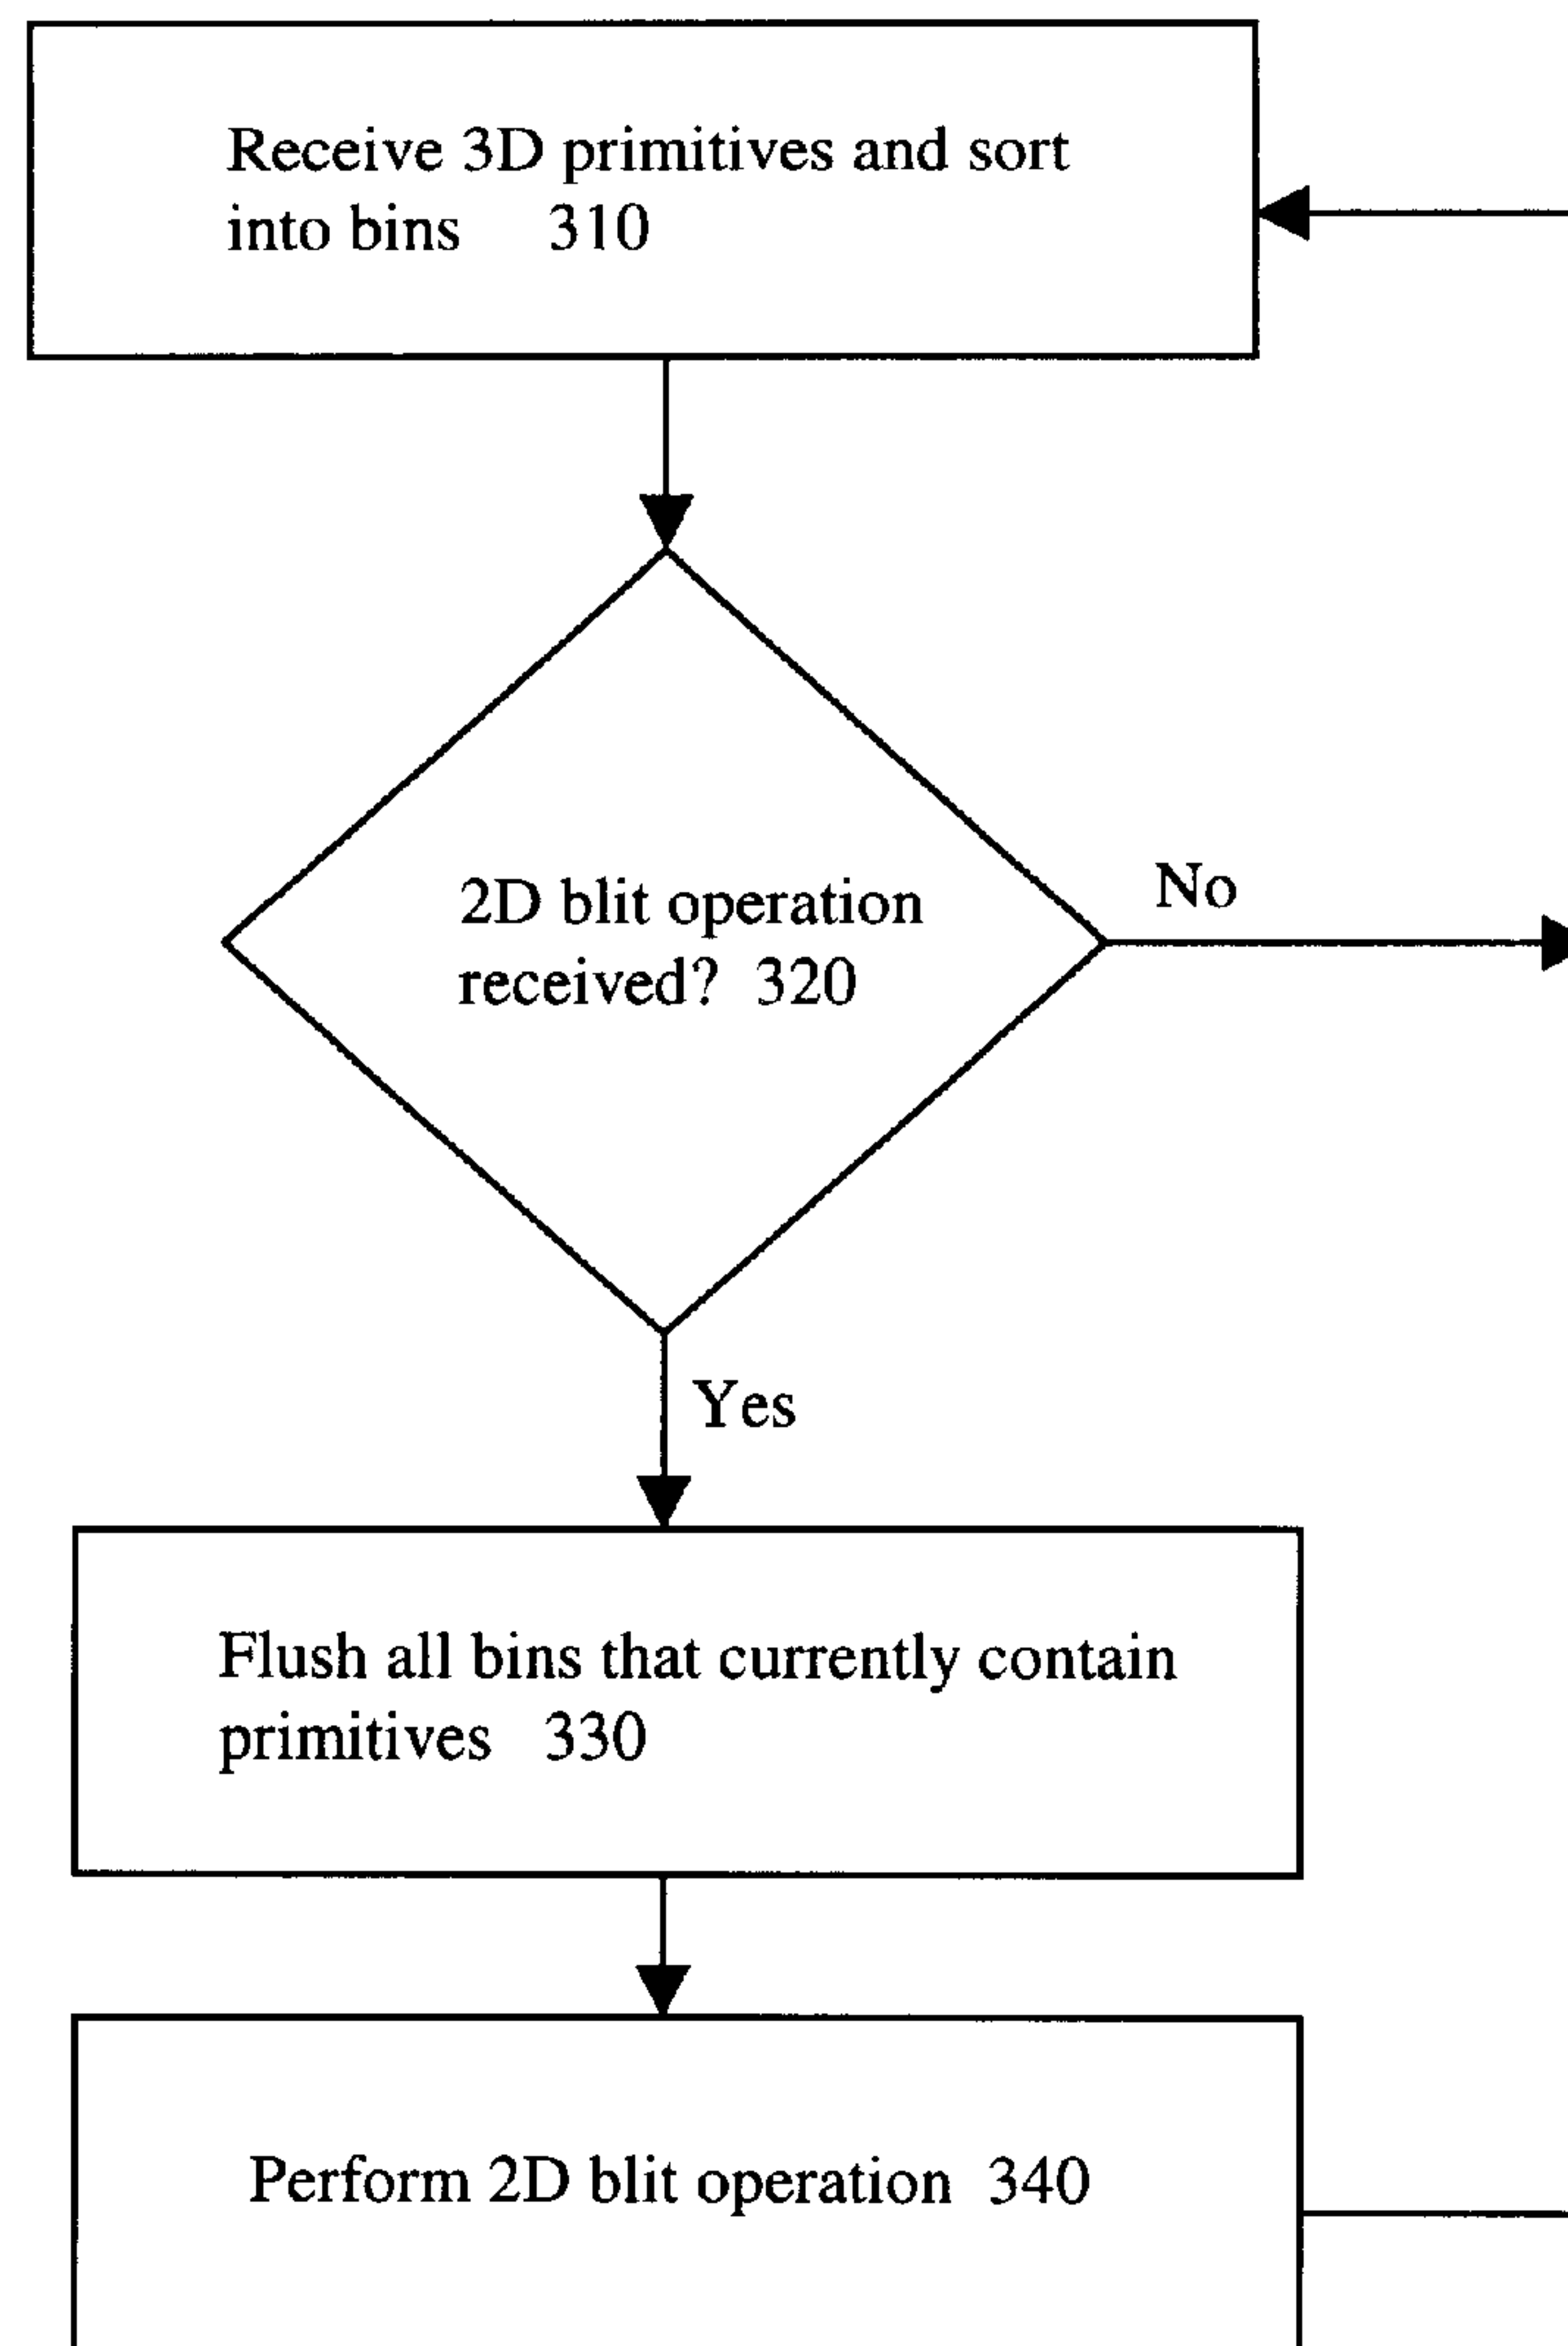 Receive 3D primitives and sort
into bins 310
2D blit operation
received? 320
No
Yes
Flush all bins that currently contain
primitives 330
Perform 2D blit operation 340